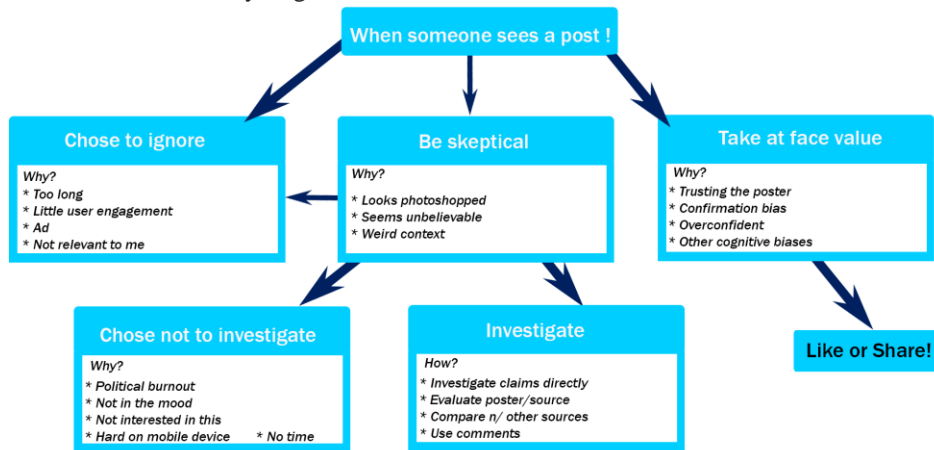 When someone sees a post !
Chose to ignore
Why?
* Too long
* Little user engagement
* Ad
* Not relevant to me
Be skeptical
Why?
* Looks photoshopped
* Seems unbelievable
* Weird context
Take at face value
Why?
* Trusting the poster
* Confirmation bias
* Overconfident
* Other cognitive biases
Chose not to investigate
Why?
* Political burnout
* Not in the mood
* Not interested in this
* Hard on mobile device * No time
Investigate
How?
* Investigate claims directly
* Evaluate poster/source
* Compare n/ other sources
* Use comments
Like or Share!